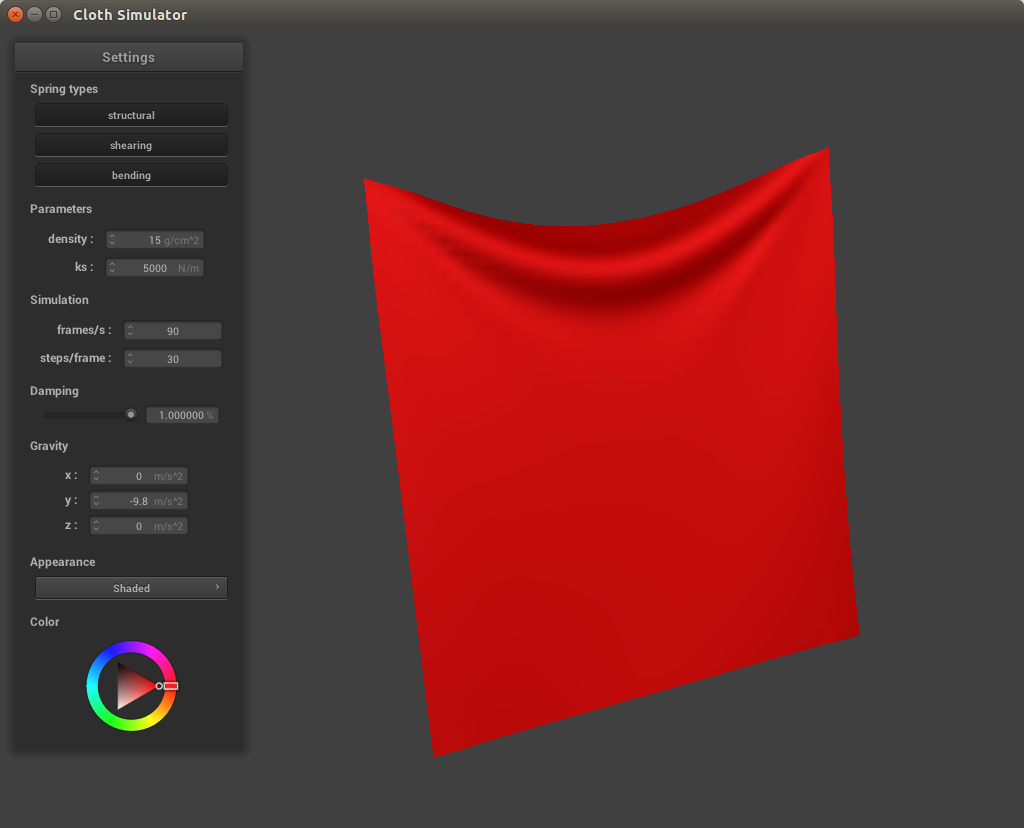 Cloth Simulator
Settings
Spring types
structural
shearing
bending
Parameters
density : 15 g/cm^2
ks : 5000 N/m
Simulation
frames/s : 90
steps/frame : 30
Damping
1.000000 %
Gravity
x : 0 m/s^2
y : -9.8 m/s^2
z : 0 m/s^2
Appearance
Shaded
Color